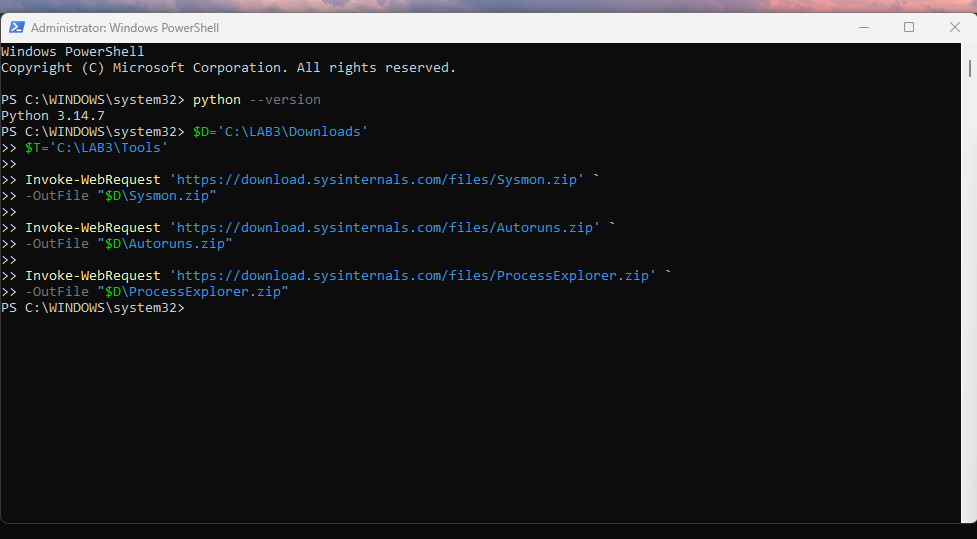 Administrator: Windows PowerShell
Windows PowerShell
Copyright (C) Microsoft Corporation. All rights reserved.
PS C:\WINDOWS\system32> python --version
Python 3.14.7
PS C:\WINDOWS\system32> $D='C:\LAB3\Downloads'
>> $T='C:\LAB3\Tools'
>>
>> Invoke-WebRequest 'https://download.sysinternals.com/files/Sysmon.zip' `
>> -OutFile "$D\Sysmon.zip"
>>
>> Invoke-WebRequest 'https://download.sysinternals.com/files/Autoruns.zip' `
>> -OutFile "$D\Autoruns.zip"
>>
>> Invoke-WebRequest 'https://download.sysinternals.com/files/ProcessExplorer.zip' `
>> -OutFile "$D\ProcessExplorer.zip"
PS C:\WINDOWS\system32>